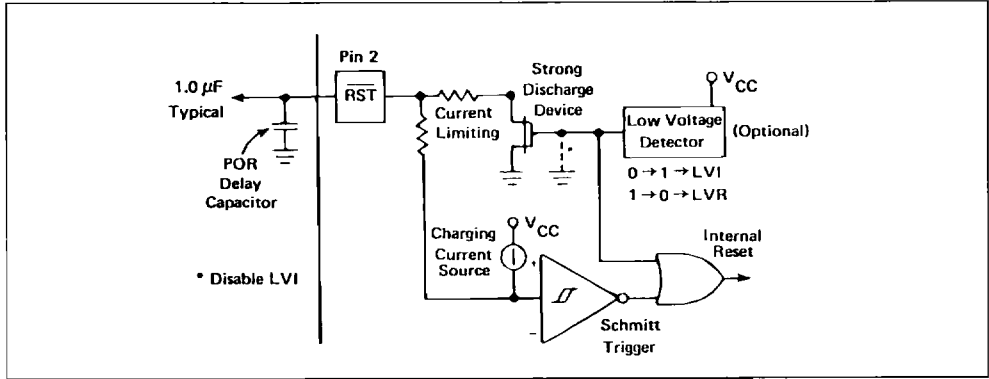 Pin 2
RST
1.0 μF
Typical
POR
Delay
Capacitor
* Disable LVI
Current
Limiting
Strong
Discharge
Device
*
VCC
Low Voltage
Detector
(Optional)
0 → 1 → LVI
1 → 0 → LVR
Charging
Current
Source
VCC
+
−
Schmitt
Trigger
Internal
Reset